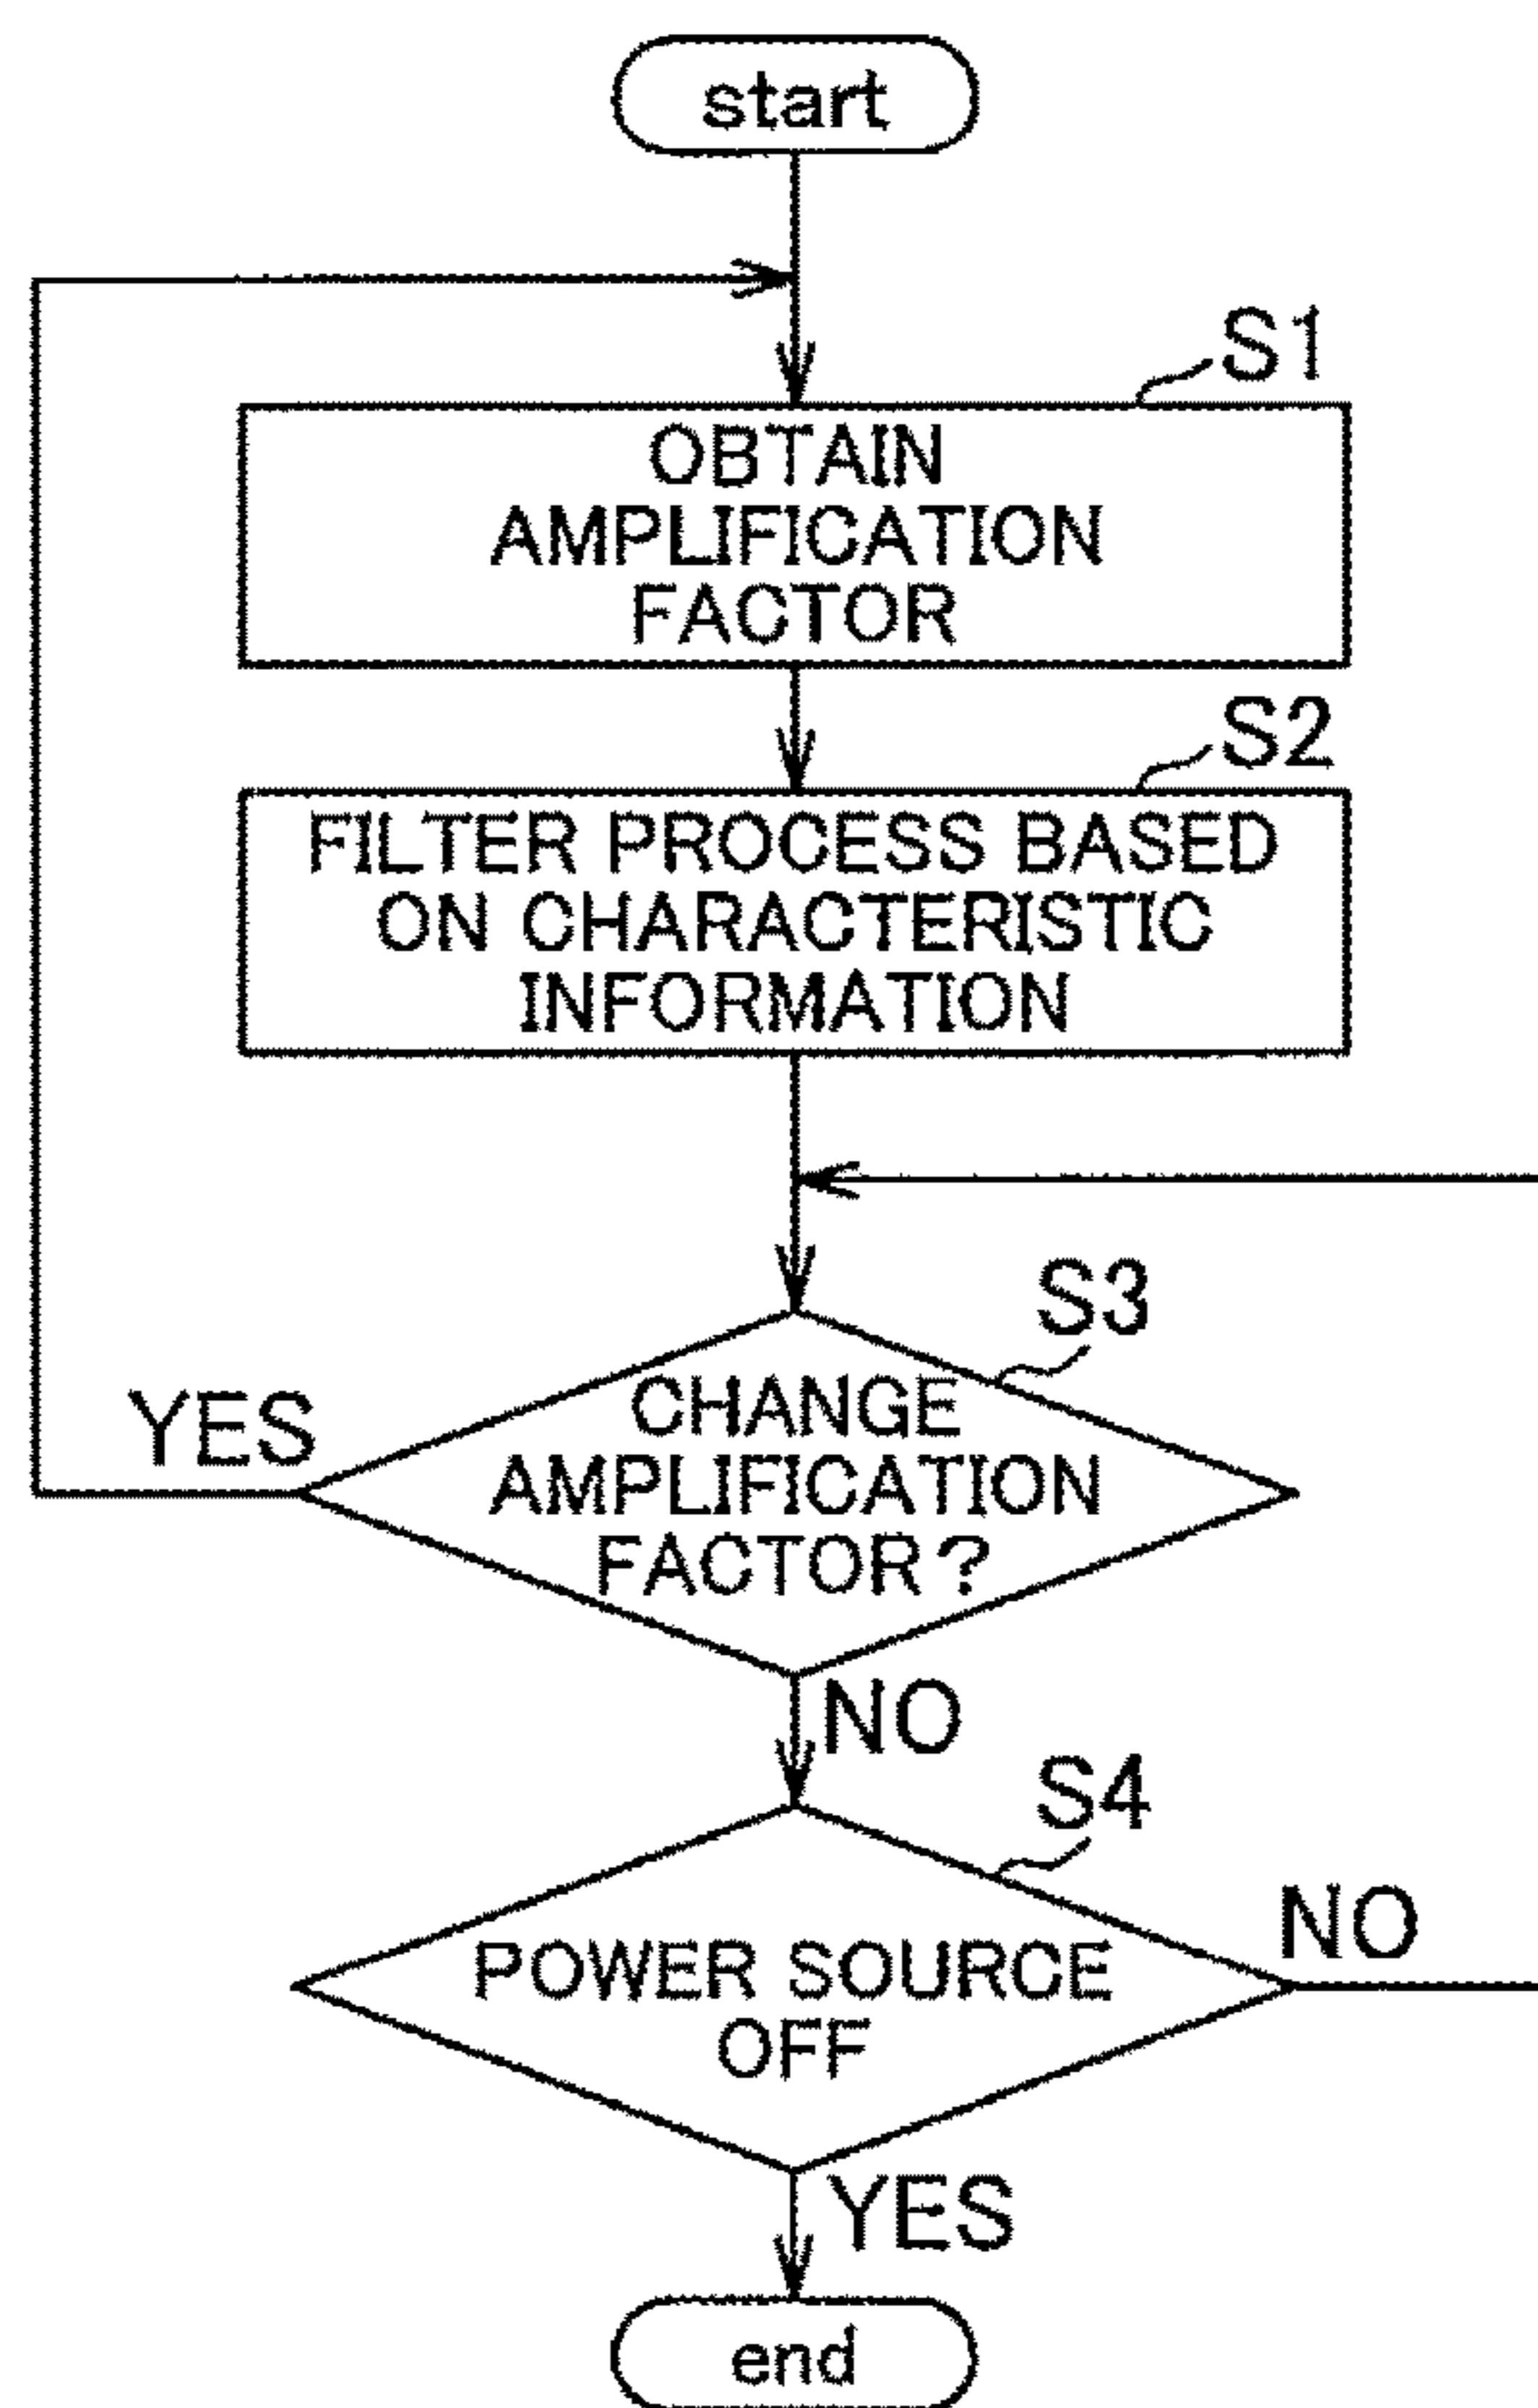 start
S1
OBTAIN
AMPLIFICATION
FACTOR
S2
FILTER PROCESS BASED
ON CHARACTERISTIC
INFORMATION
S3
CHANGE
AMPLIFICATION
FACTOR?
YES
NO
S4
POWER SOURCE
OFF
NO
YES
end